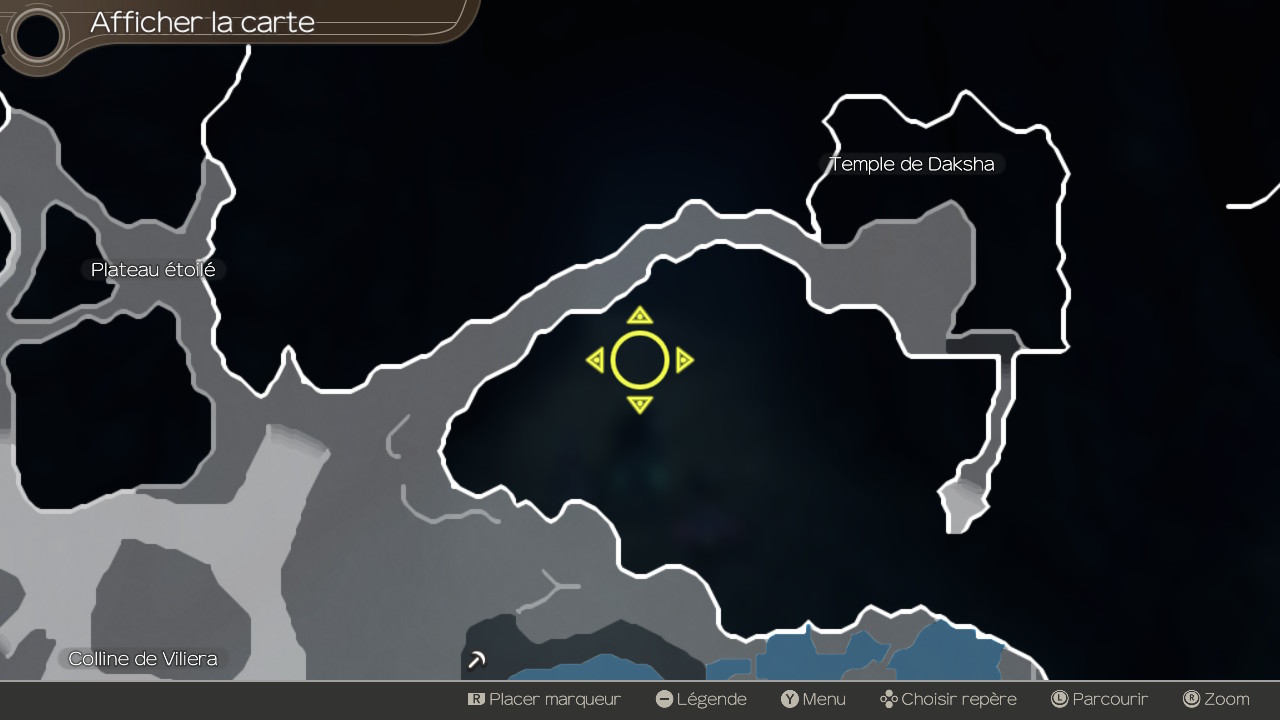 Afficher la carte
Temple de Daksha
Plateau étoilé
Colline de Viliera
R Placer marqueur
Légende
Y Menu
Choisir repère
L Parcourir
R Zoom